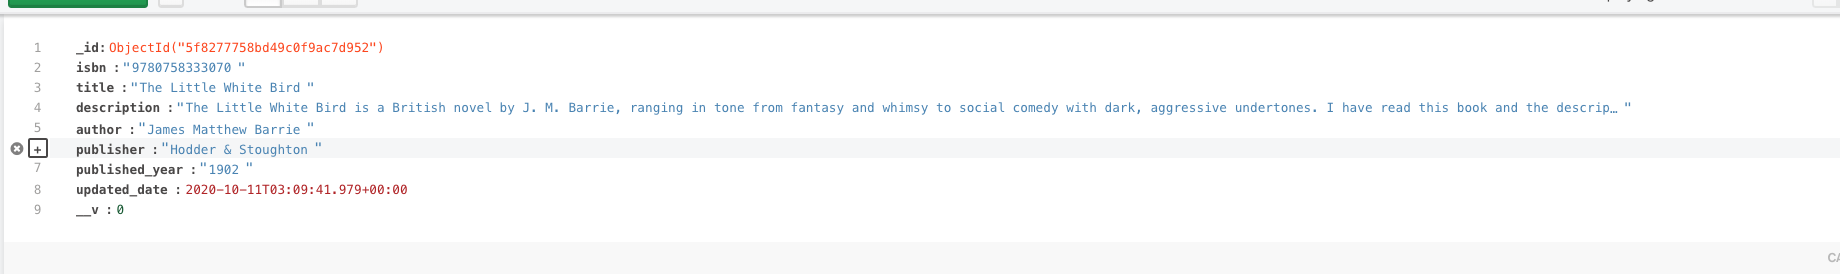 1 _id: ObjectId("5f8277758bd49c0f9ac7d952")
2 isbn : "9780758333070 "
3 title : "The Little White Bird "
4 description : "The Little White Bird is a British novel by J. M. Barrie, ranging in tone from fantasy and whimsy to social comedy with dark, aggressive undertones. I have read this book and the descrip… "
5 author : "James Matthew Barrie "
+ publisher : "Hodder & Stoughton "
7 published_year : "1902 "
8 updated_date : 2020-10-11T03:09:41.979+00:00
9 __v : 0